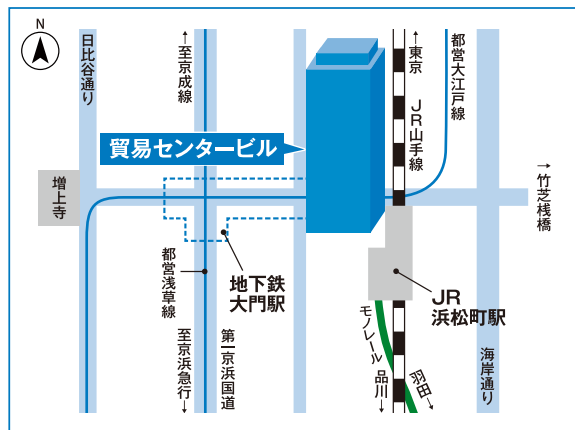 N
日比谷通り
←至京成線
←東京
都営大江戸線
JR山手線
貿易センタービル
→竹芝桟橋
増上寺
都営浅草線
地下鉄
大門駅
JR
浜松町駅
モノレール
至京浜急行→
第一京浜国道
品川→
羽田→
海岸通り